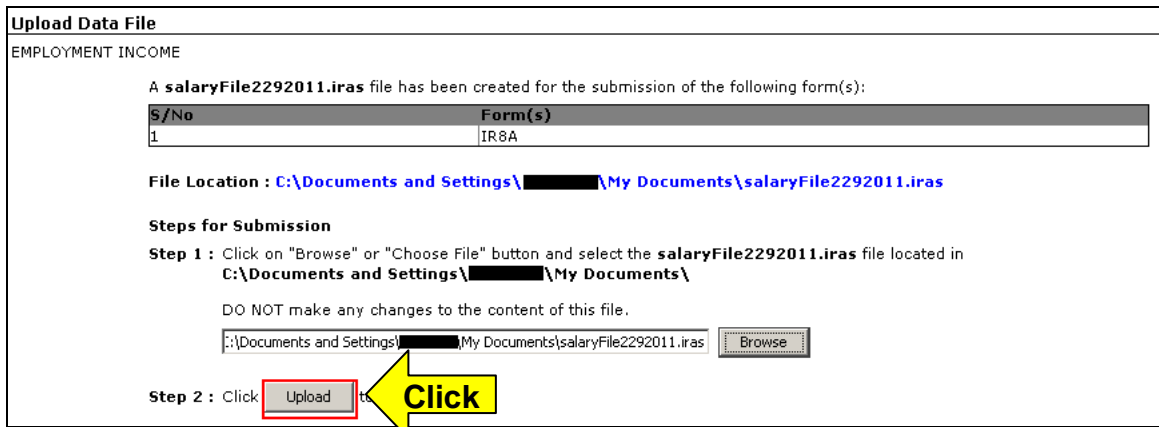 Upload Data File
EMPLOYMENT INCOME
A salaryFile2292011.iras file has been created for the submission of the following form(s):
S/No Form(s)
1 IR8A
File Location : C:\Documents and Settings\ \My Documents\salaryFile2292011.iras
Steps for Submission
Step 1 : Click on "Browse" or "Choose File" button and select the salaryFile2292011.iras file located in
C:\Documents and Settings\ \My Documents\
DO NOT make any changes to the content of this file.
:\Documents and Settings\ \My Documents\salaryFile2292011.iras Browse
Step 2 : Click Upload Click